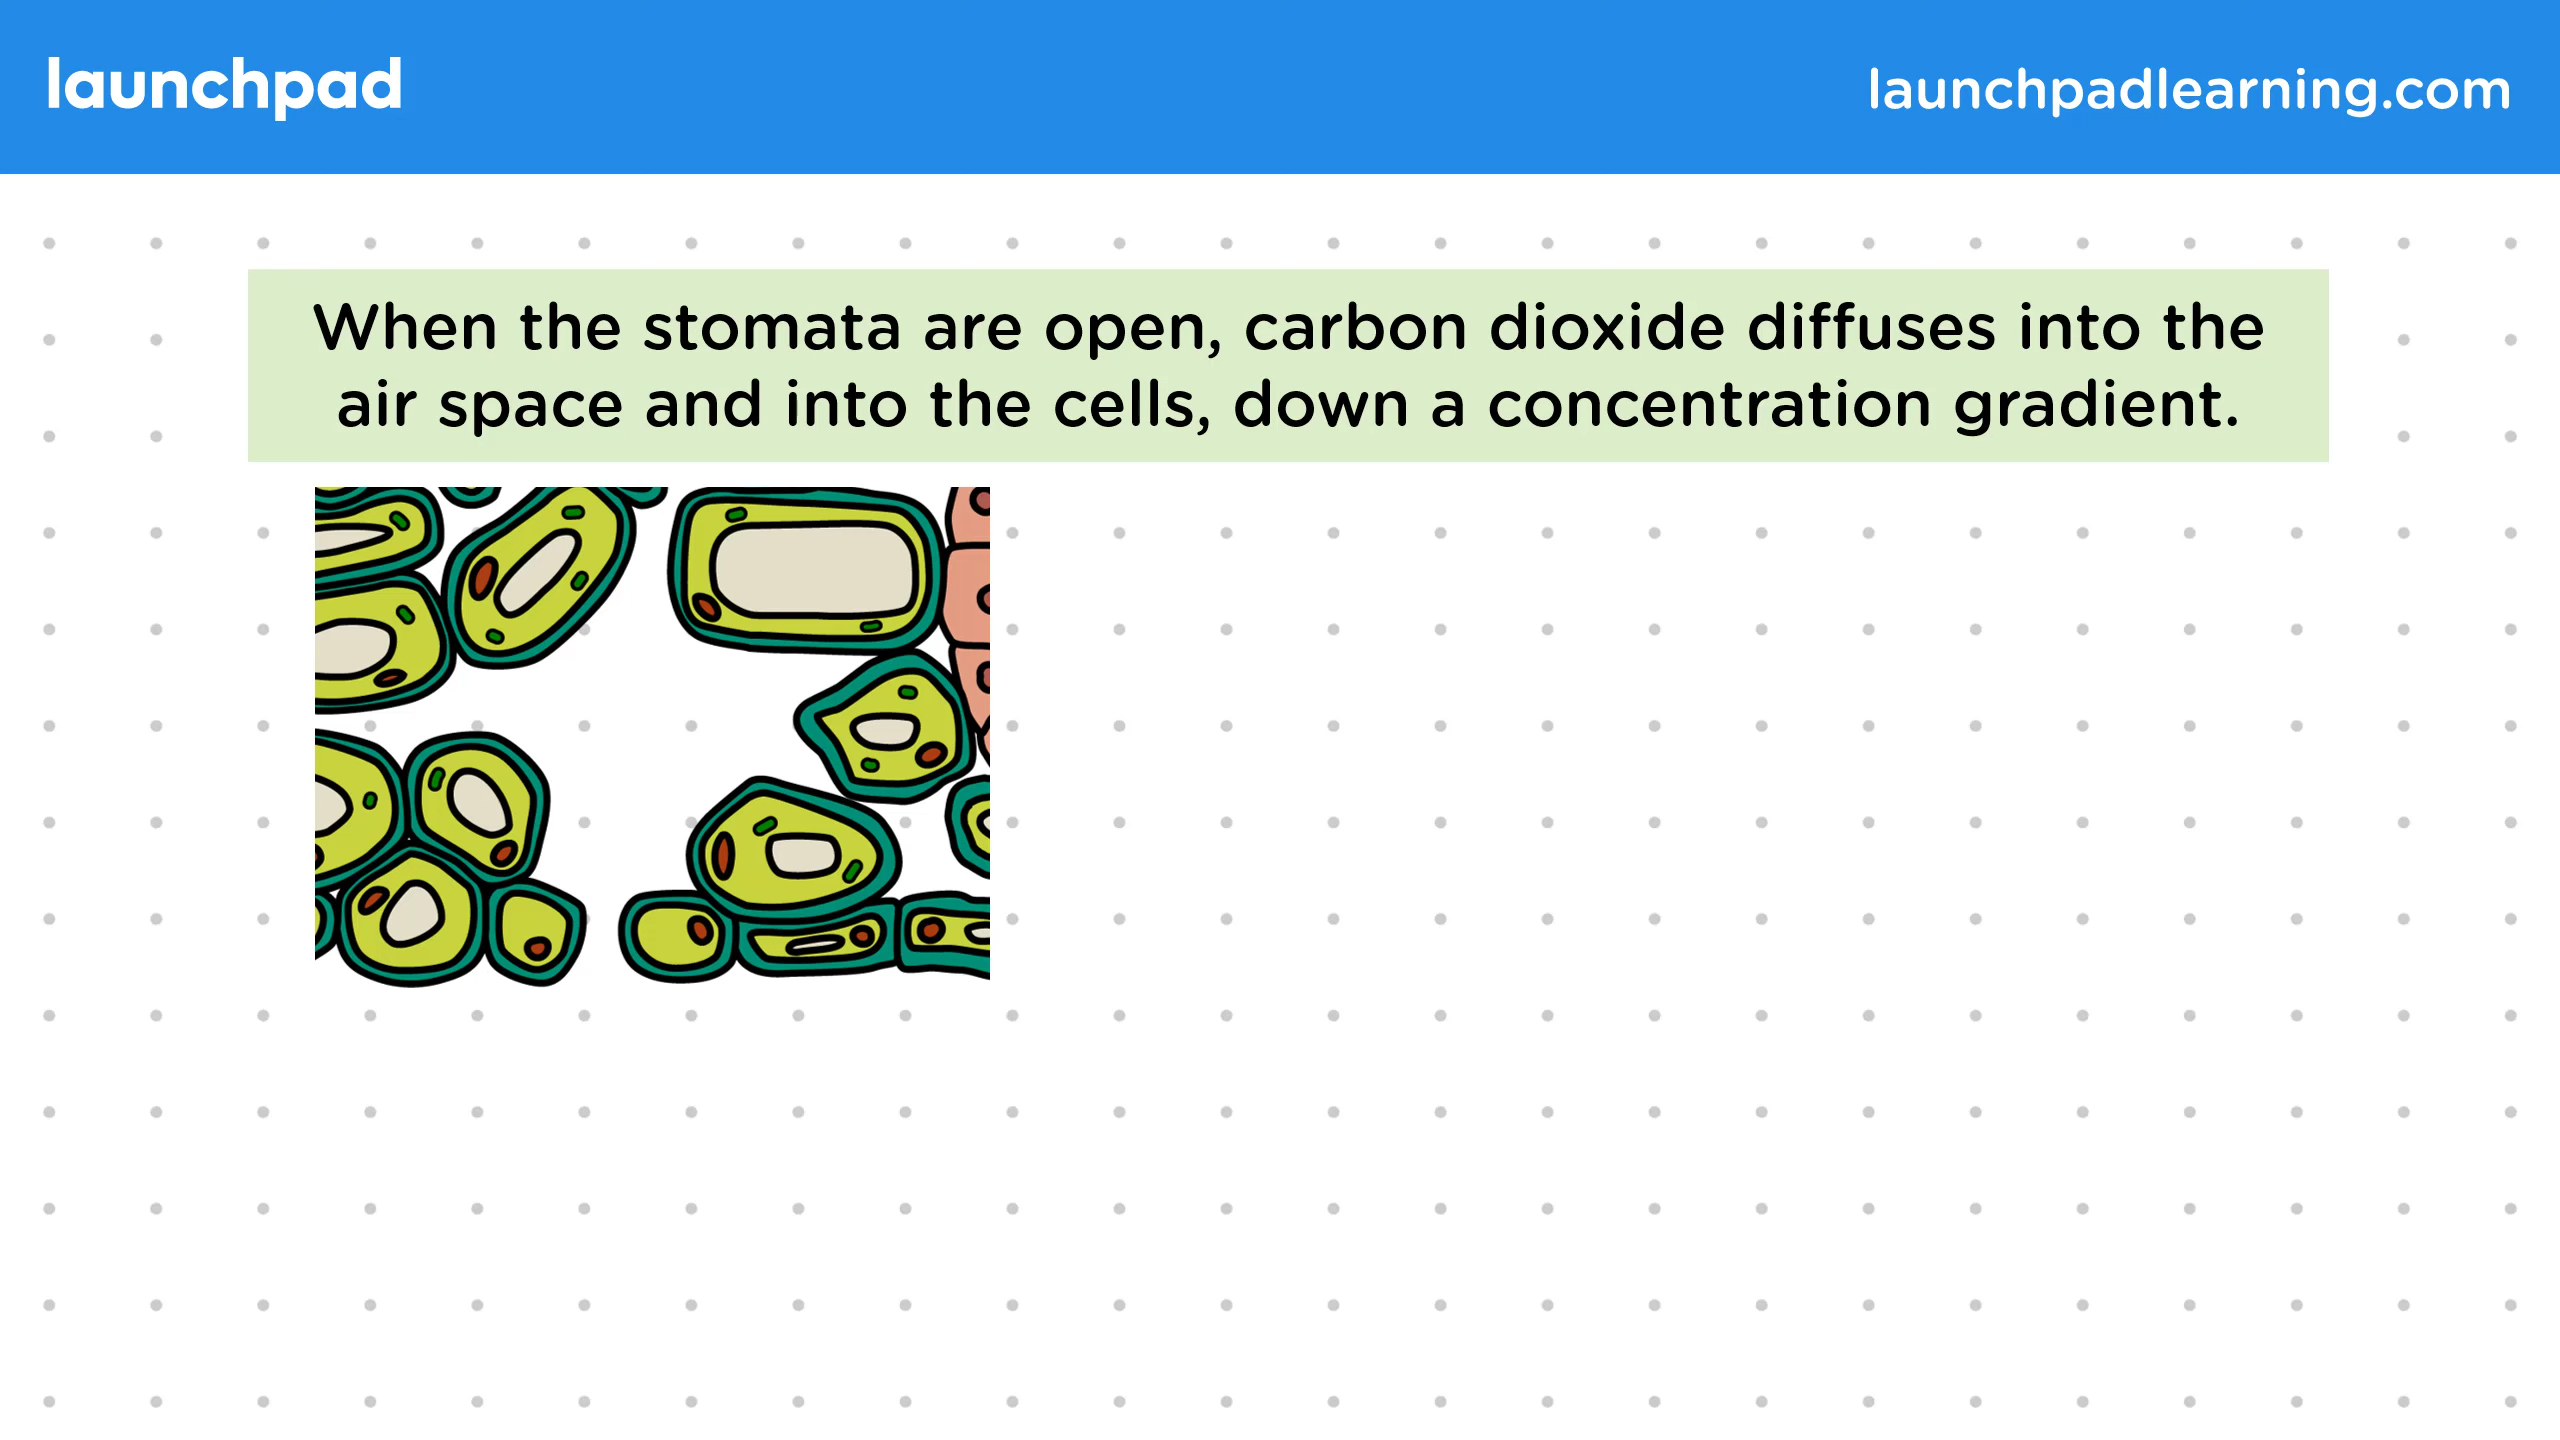 launchpad
launchpadlearning.com
When the stomata are open, carbon dioxide diffuses into the
air space and into the cells, down a concentration gradient.